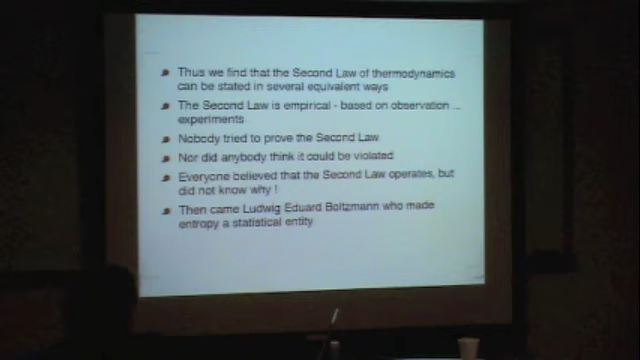 Thus we find that the Second Law of thermodynamics
can be stated in several equivalent ways
The Second Law is empirical - based on observation ...
experiments
Nobody tried to prove the Second Law
Nor did anybody think it could be violated
Everyone believed that the Second Law operates, but
did not know why !
Then came Ludwig Eduard Boltzmann who made
entropy a statistical entity